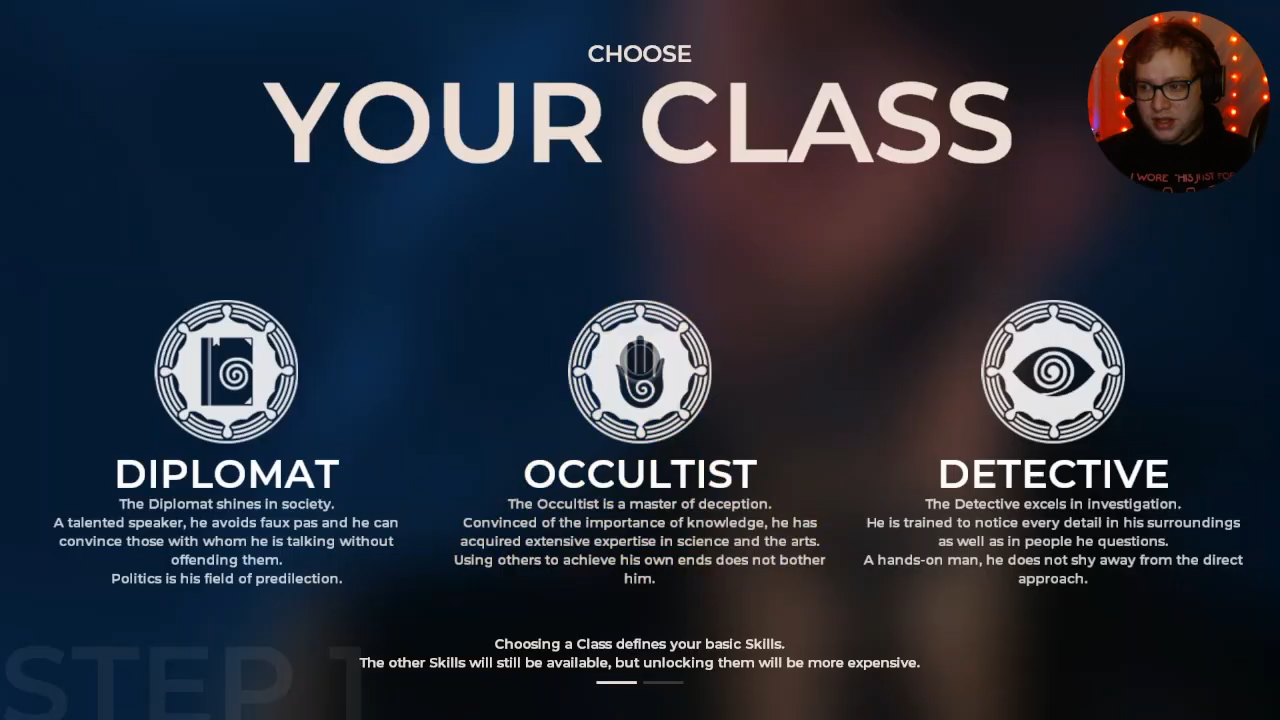 CHOOSE
YOUR CLASS
I WORE THIS JUST FOR
DIPLOMAT
The Diplomat shines in society.
A talented speaker, he avoids faux pas and he can
convince those with whom he is talking without
offending them.
Politics is his field of predilection.
OCCULTIST
The Occultist is a master of deception.
Convinced of the importance of knowledge, he has
acquired extensive expertise in science and the arts.
Using others to achieve his own ends does not bother
him.
DETECTIVE
The Detective excels in investigation.
He is trained to notice every detail in his surroundings
as well as in people he questions.
A hands-on man, he does not shy away from the direct
approach.
Choosing a Class defines your basic Skills.
The other Skills will still be available, but unlocking them will be more expensive.
STEP 1